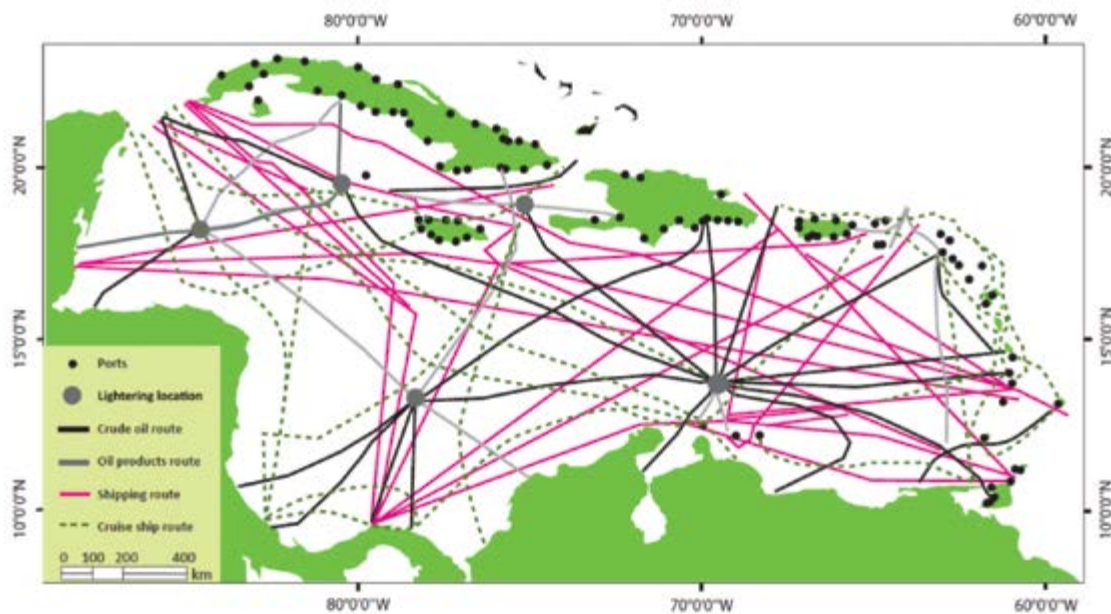 80°0'0"W 70°0'0"W 60°0'0"W
20°0'0"N 20°0'0"N
15°0'0"N 15°0'0"N
10°0'0"N 10°0'0"N
Ports
Lightering location
Crude oil route
Oil products route
Shipping route
Cruise ship route
0 100 200 400
km
80°0'0"W 70°0'0"W 60°0'0"W